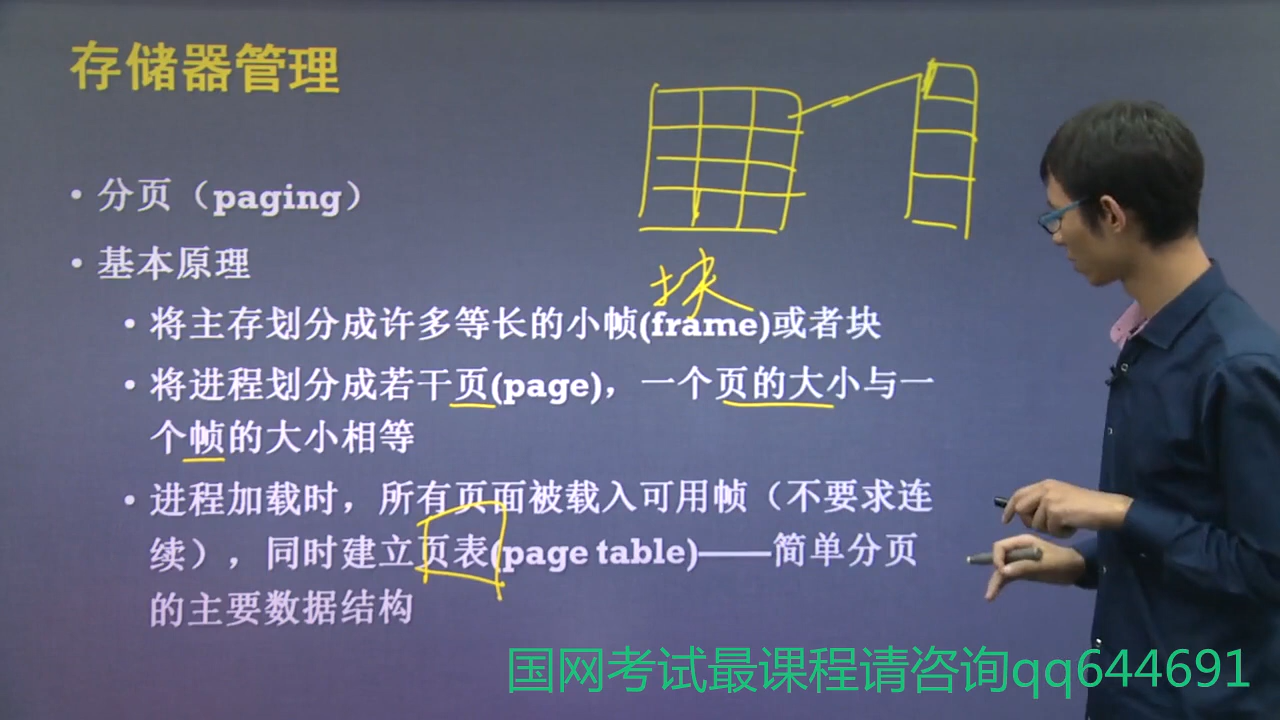 存储器管理
• 分页（paging）
• 基本原理
块
• 将主存划分成许多等长的小帧(frame)或者块
• 将进程划分成若干页(page)，一个页的大小与一
个帧的大小相等
• 进程加载时，所有页面被载入可用帧（不要求连
续），同时建立页表(page table)——简单分页
的主要数据结构
国网考试最课程请咨询qq644691